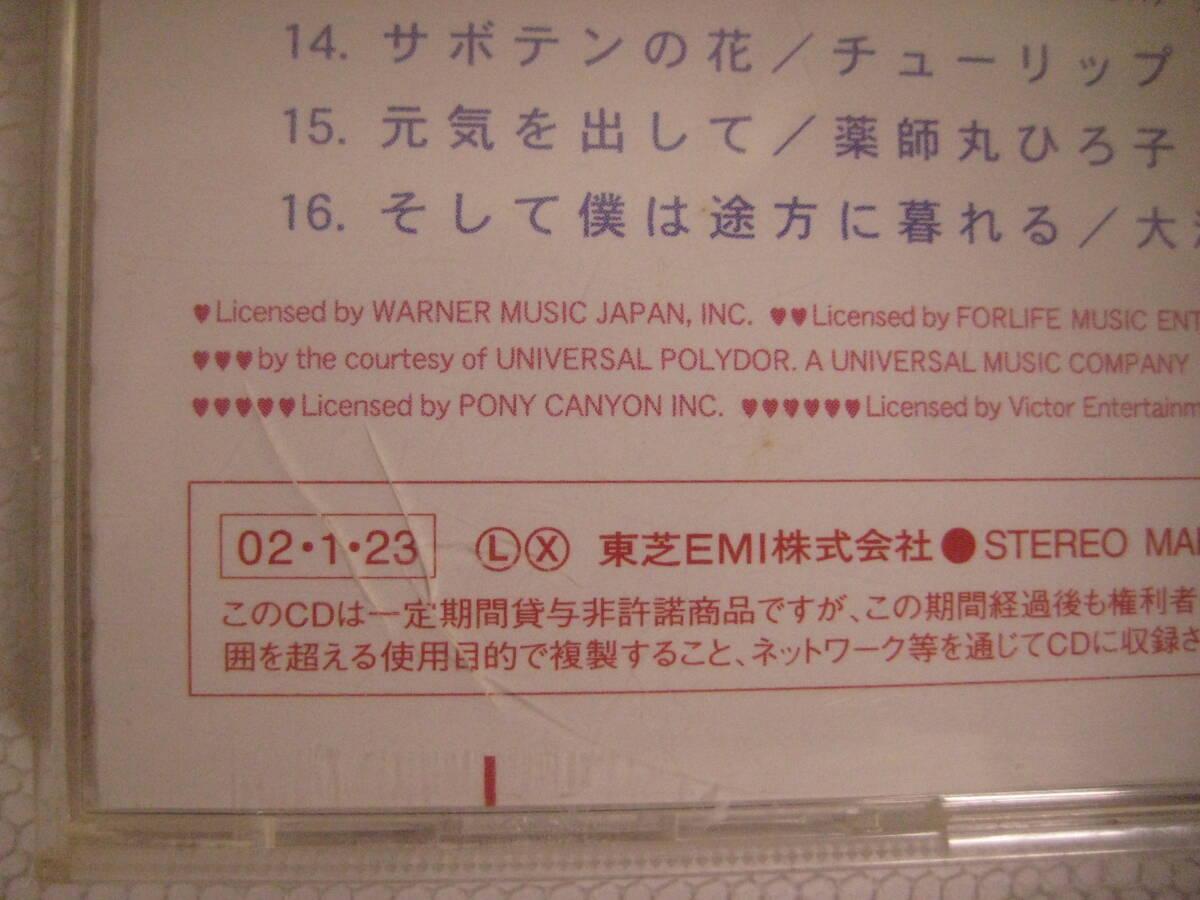 14. サボテンの花／チューリップ
15. 元気を出して／薬師丸ひろ子
16. そして僕は途方に暮れる／大
♥Licensed by WARNER MUSIC JAPAN, INC. ♥♥Licensed by FORLIFE MUSIC ENT
♥♥♥by the courtesy of UNIVERSAL POLYDOR. A UNIVERSAL MUSIC COMPANY
♥♥♥♥♥Licensed by PONY CANYON INC. ♥♥♥♥♥♥Licensed by Victor Entertainm
02・1・23 Ⓛ Ⓧ 東芝EMI株式会社●STEREO MA
このCDは一定期間貸与非許諾商品ですが、この期間経過後も権利者
囲を超える使用目的で複製すること、ネットワーク等を通じてCDに収録さ